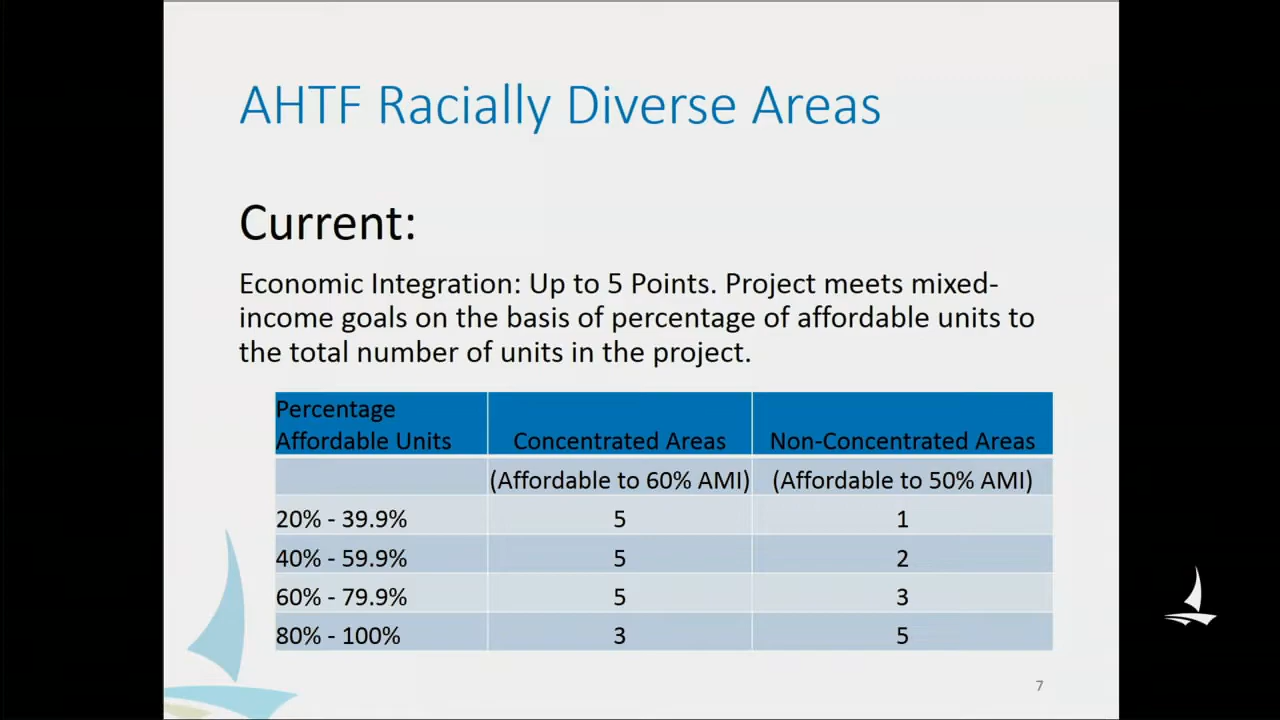 AHTF Racially Diverse Areas
Current:
Economic Integration: Up to 5 Points. Project meets mixed-
income goals on the basis of percentage of affordable units to
the total number of units in the project.
Percentage
Affordable Units Concentrated Areas Non-Concentrated Areas
(Affordable to 60% AMI) (Affordable to 50% AMI)
20% - 39.9% 5 1
40% - 59.9% 5 2
60% - 79.9% 5 3
80% - 100% 3 5
7